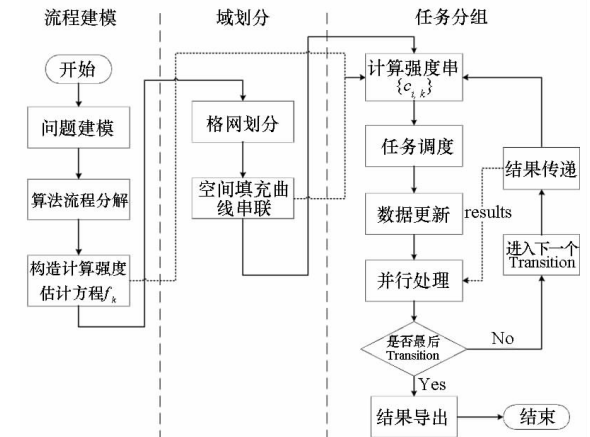 流程建模
域划分
任务分组
开始
问题建模
算法流程分解
构造计算强度
估计方程fk
格网划分
空间填充曲
线串联
计算强度串
{ci, k}
任务调度
数据更新
并行处理
是否最后
Transition
Yes
结果导出
结束
No
进入下一个
Transition
结果传递
results